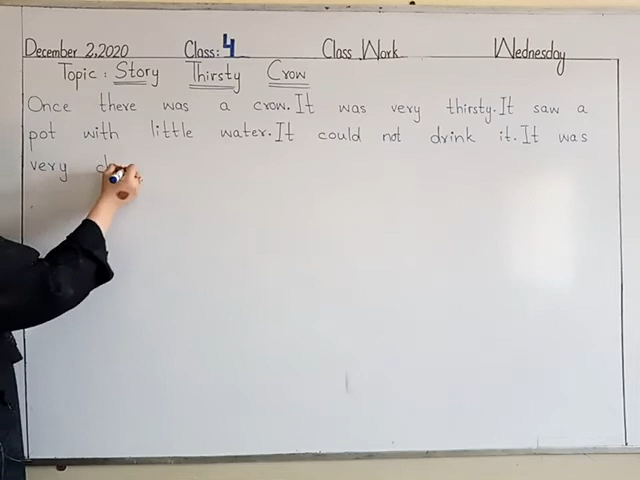 December 2,2020 Class: 4 Class Work Wednesday
Topic : Story Thirsty Crow
Once there was a crow. It was very thirsty. It saw a
pot with little water. It could not drink it. It was
very